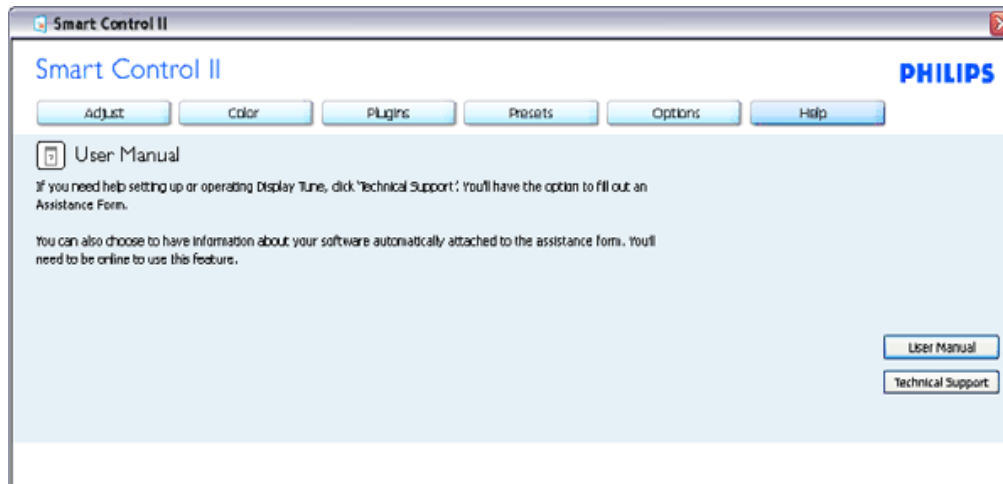 Smart Control II
Smart Control II
PHILIPS
Adjust Color Plugins Presets Options Help
User Manual
If you need help setting up or operating Display Tune, click 'Technical Support'. You'll have the option to fill out an
Assistance Form.
You can also choose to have information about your software automatically attached to the assistance form. You'll
need to be online to use this feature.
User Manual
Technical Support